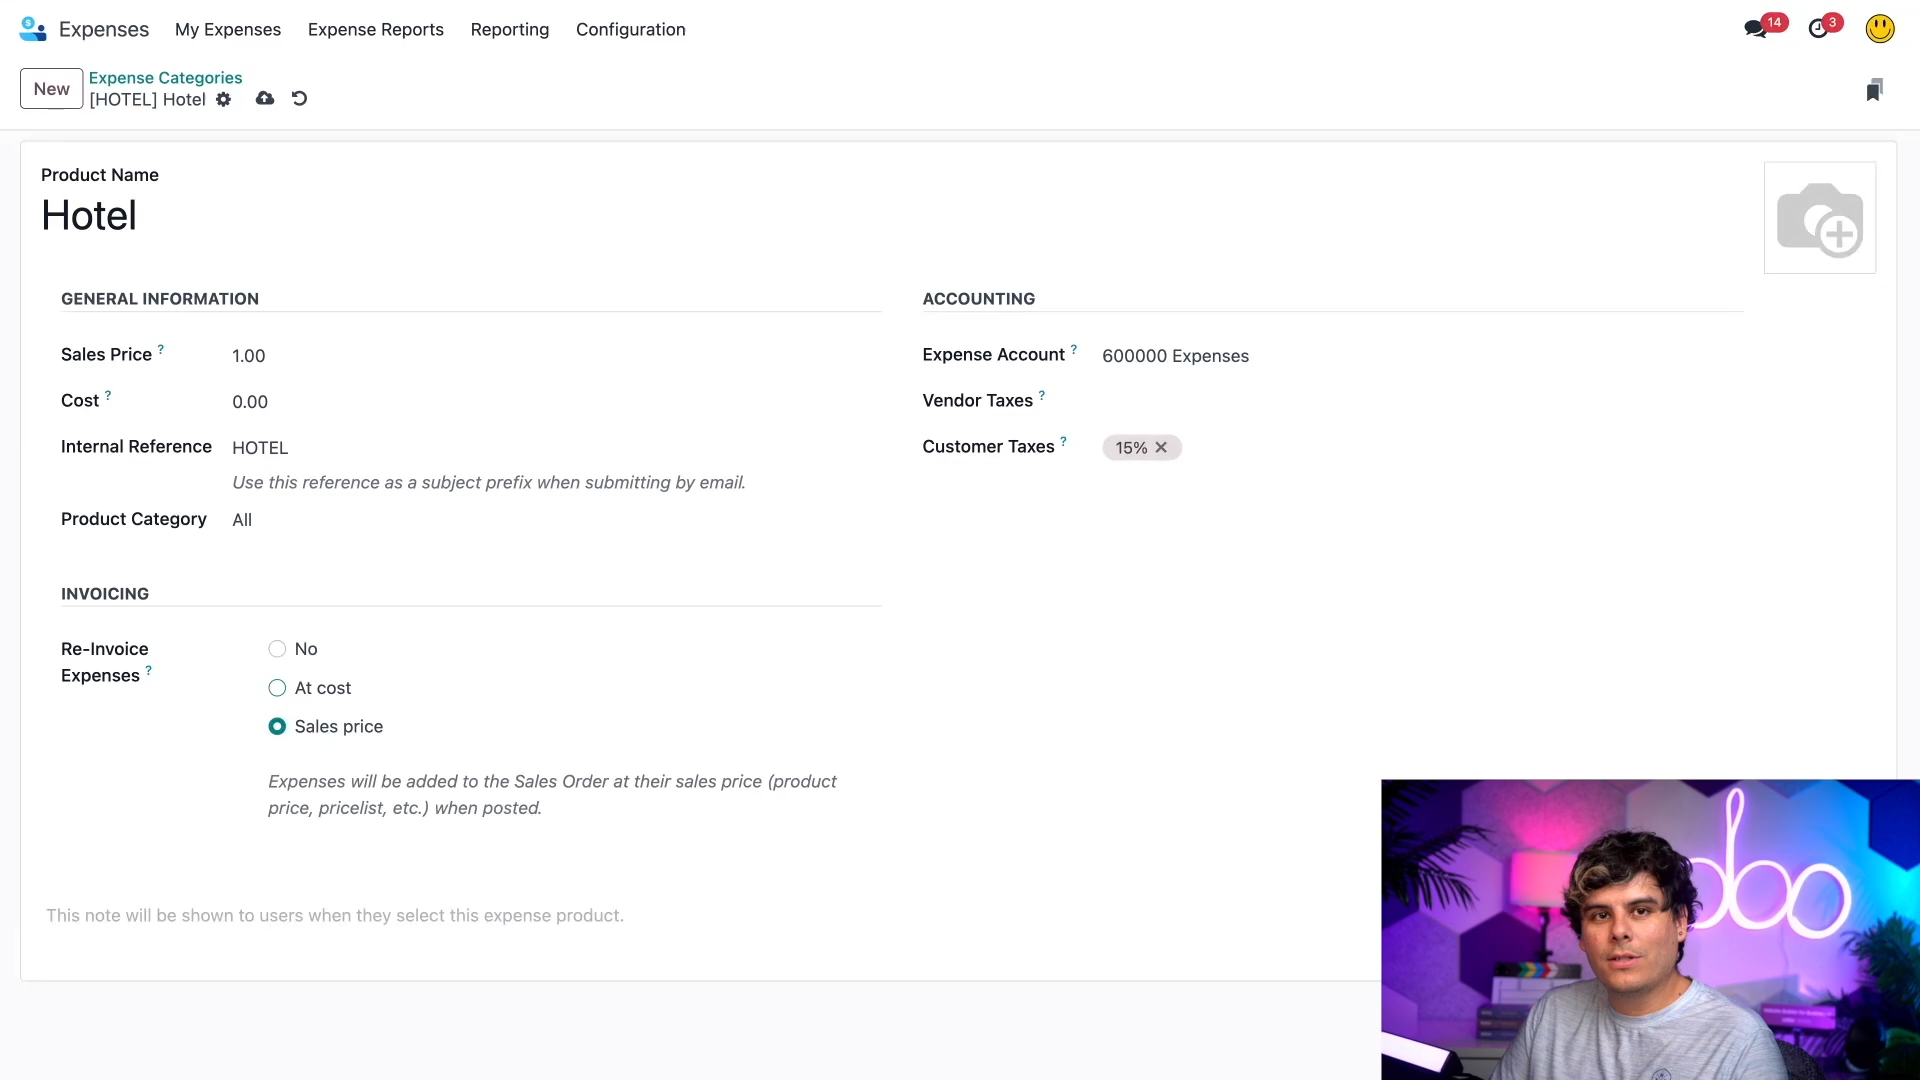 Expenses My Expenses Expense Reports Reporting Configuration 14 3
New Expense Categories
[HOTEL] Hotel
Product Name
Hotel
GENERAL INFORMATION
Sales Price ? 1.00
Cost ? 0.00
Internal Reference HOTEL
Use this reference as a subject prefix when submitting by email.
Product Category All
ACCOUNTING
Expense Account ? 600000 Expenses
Vendor Taxes ?
Customer Taxes ? 15%
INVOICING
Re-Invoice
Expenses ?
No
At cost
Sales price
Expenses will be added to the Sales Order at their sales price (product
price, pricelist, etc.) when posted.
This note will be shown to users when they select this expense product.
odoo